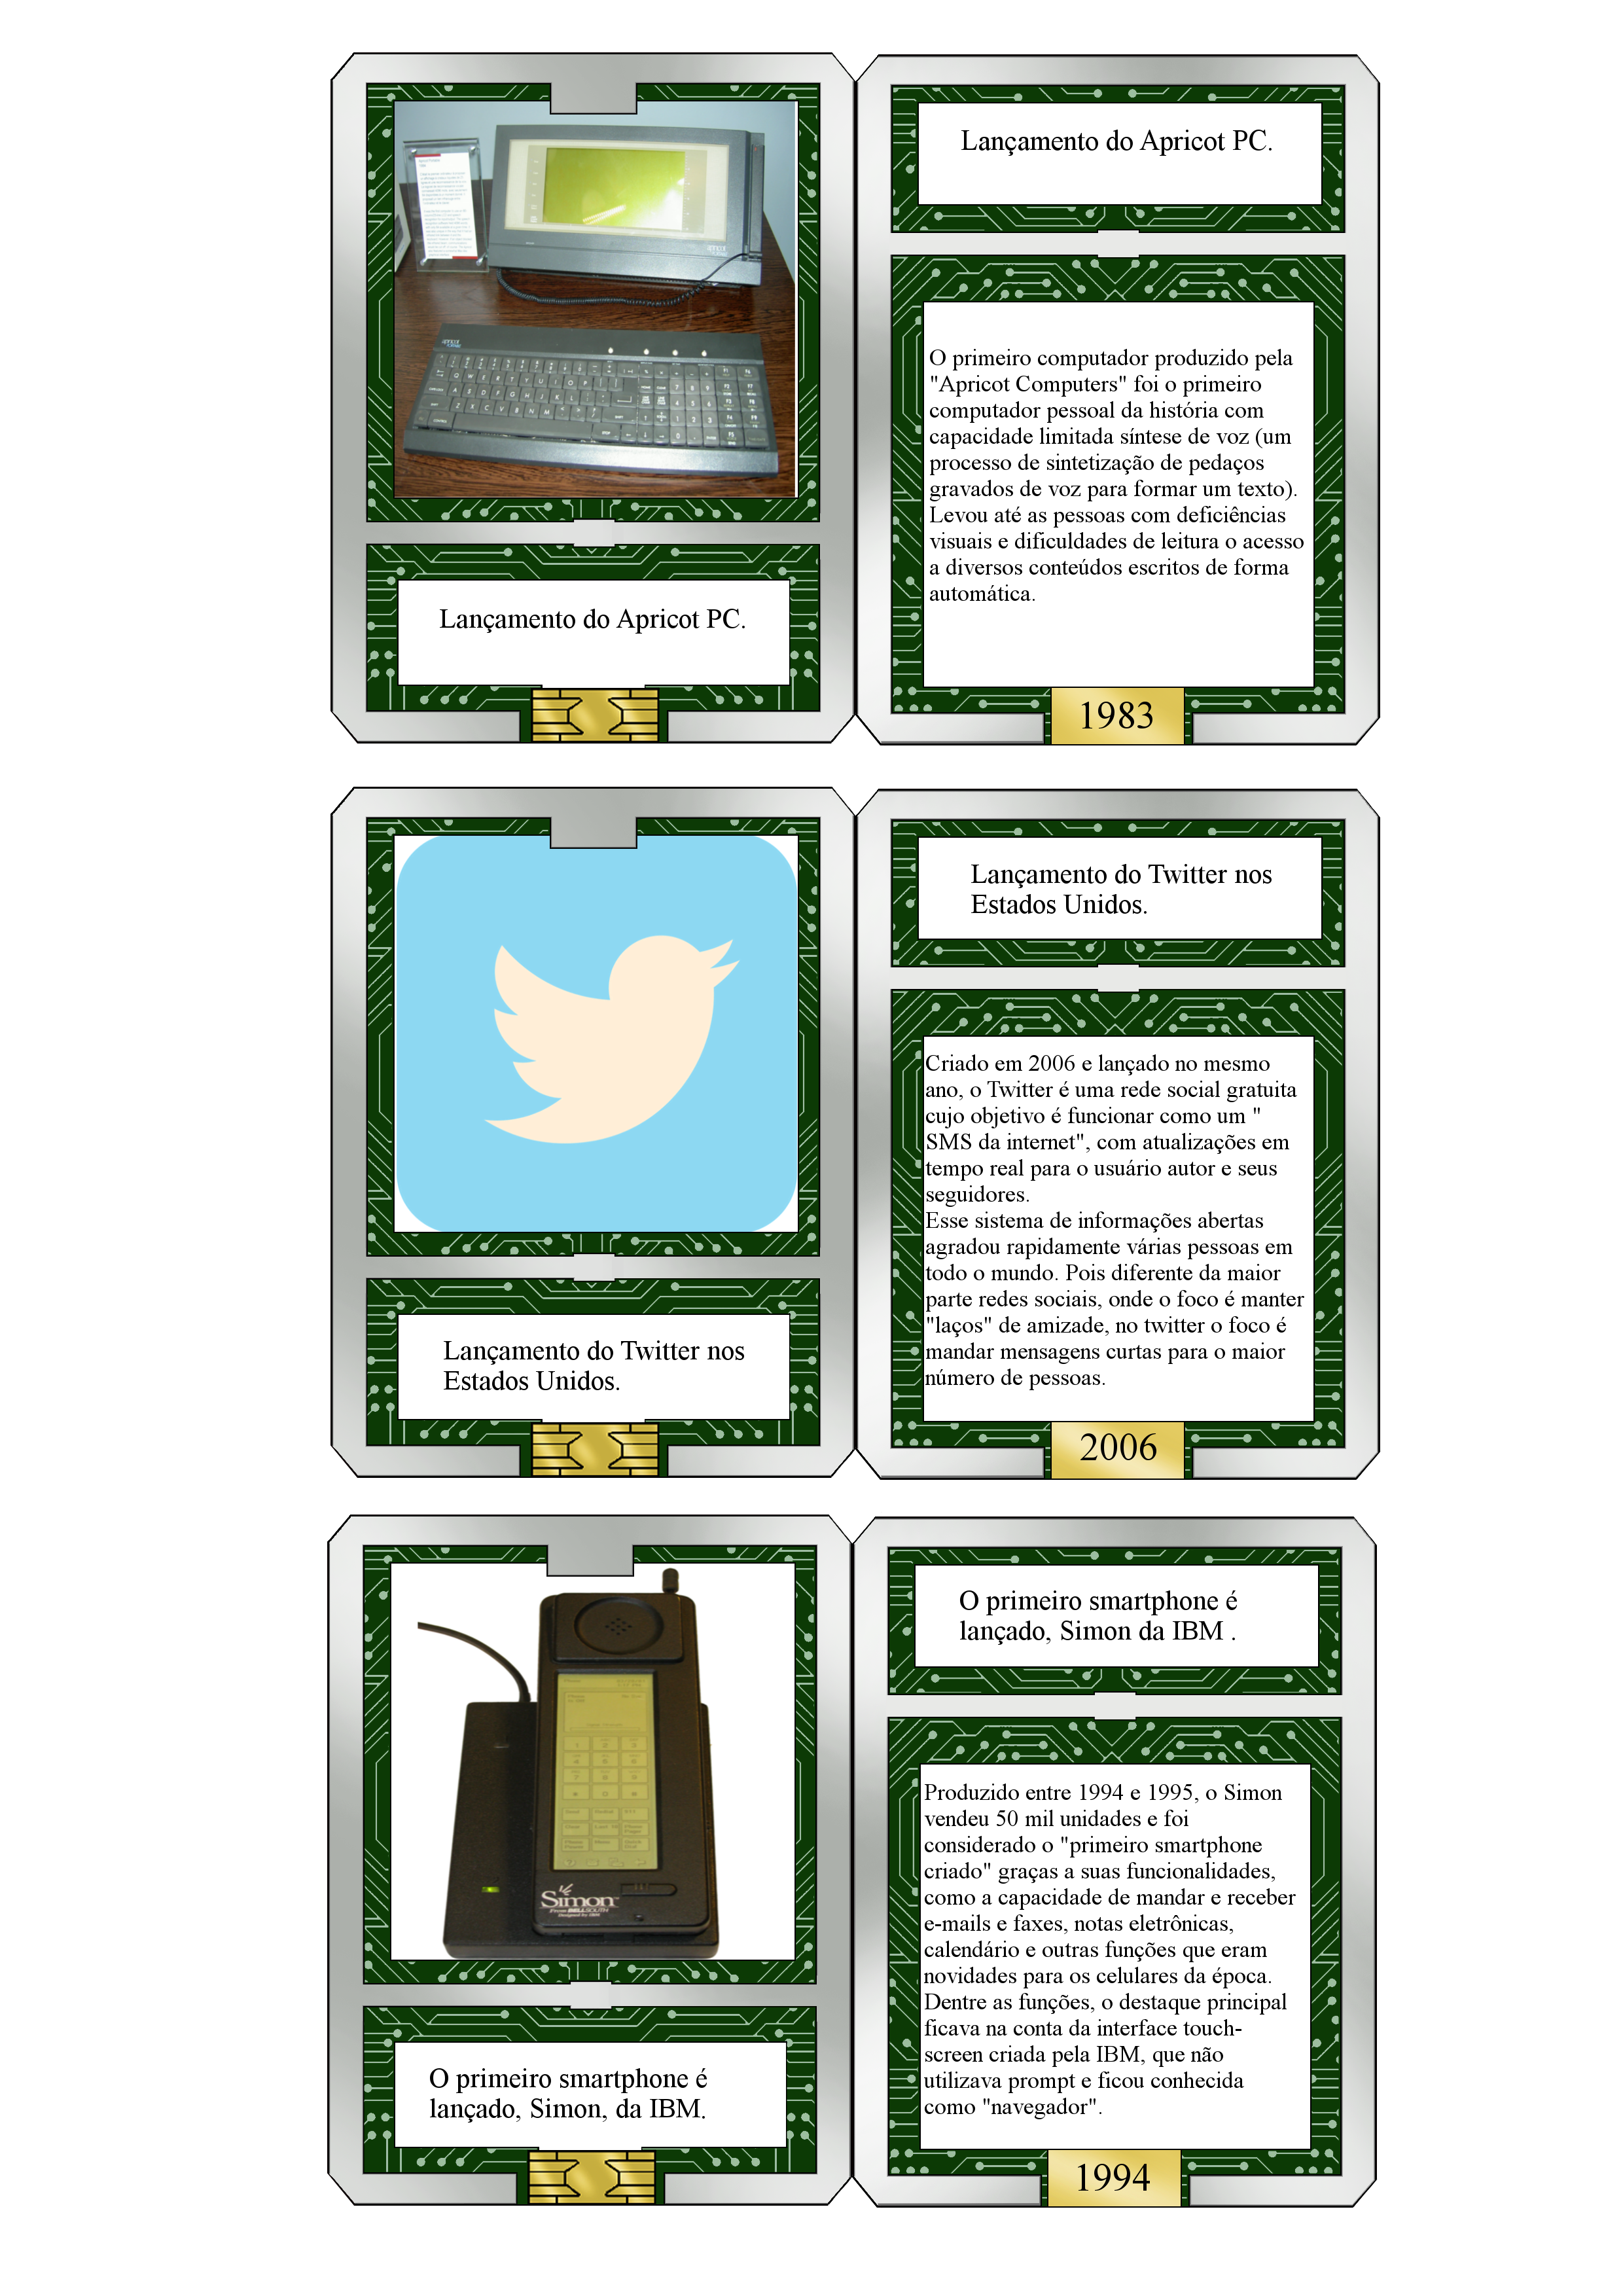 Lançamento do Apricot PC.
Lançamento do Apricot PC.
O primeiro computador produzido pela
"Apricot Computers" foi o primeiro
computador pessoal da história com
capacidade limitada síntese de voz (um
processo de sintetização de pedaços
gravados de voz para formar um texto).
Levou até as pessoas com deficiências
visuais e dificuldades de leitura o acesso
a diversos conteúdos escritos de forma
automática.
1983
Lançamento do Twitter nos
Estados Unidos.
Lançamento do Twitter nos
Estados Unidos.
Criado em 2006 e lançado no mesmo
ano, o Twitter é uma rede social gratuita
cujo objetivo é funcionar como um "
SMS da internet", com atualizações em
tempo real para o usuário autor e seus
seguidores.
Esse sistema de informações abertas
agradou rapidamente várias pessoas em
todo o mundo. Pois diferente da maior
parte redes sociais, onde o foco é manter
"laços" de amizade, no twitter o foco é
mandar mensagens curtas para o maior
número de pessoas.
2006
Simon
O primeiro smartphone é
lançado, Simon, da IBM.
O primeiro smartphone é
lançado, Simon da IBM .
Produzido entre 1994 e 1995, o Simon
vendeu 50 mil unidades e foi
considerado o "primeiro smartphone
criado" graças a suas funcionalidades,
como a capacidade de mandar e receber
e-mails e faxes, notas eletrônicas,
calendário e outras funções que eram
novidades para os celulares da época.
Dentre as funções, o destaque principal
ficava na conta da interface touch-
screen criada pela IBM, que não
utilizava prompt e ficou conhecida
como "navegador".
1994